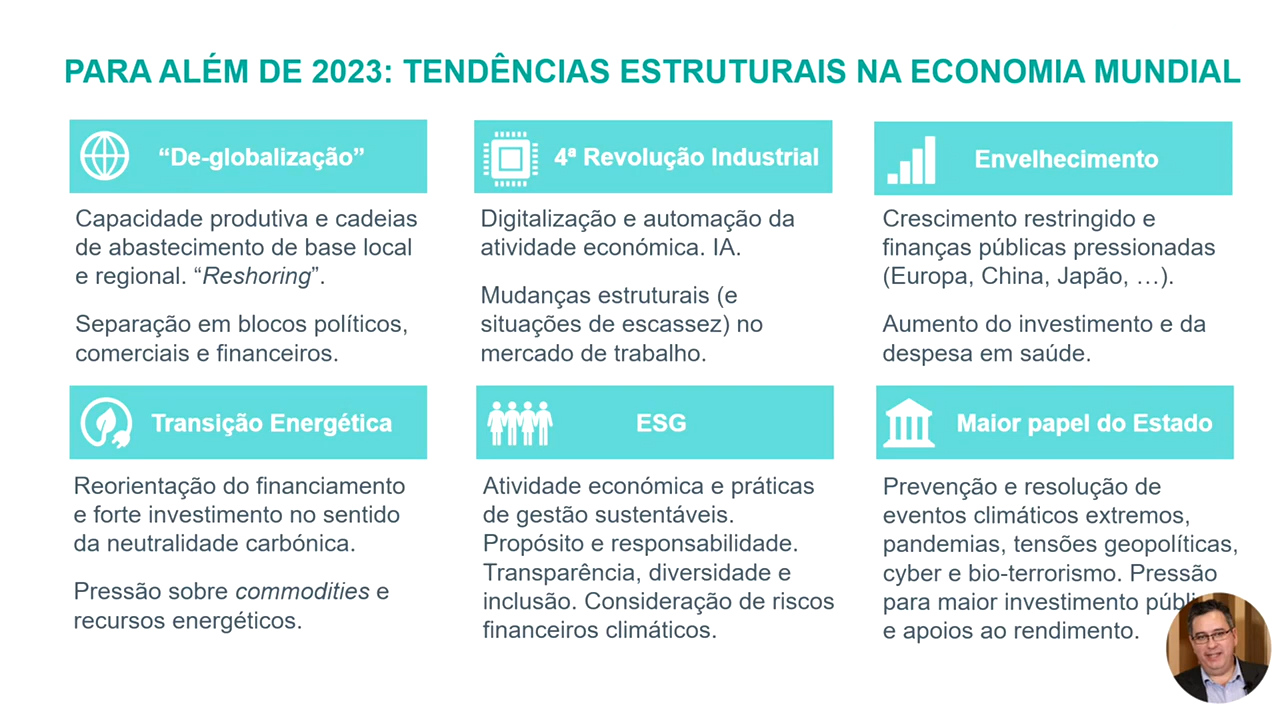 PARA ALÉM DE 2023: TENDÊNCIAS ESTRUTURAIS NA ECONOMIA MUNDIAL
“De-globalização”
Capacidade produtiva e cadeias
de abastecimento de base local
e regional. “Reshoring”.
Separação em blocos políticos,
comerciais e financeiros.
4ª Revolução Industrial
Digitalização e automação da
atividade económica. IA.
Mudanças estruturais (e
situações de escassez) no
mercado de trabalho.
Envelhecimento
Crescimento restringido e
finanças públicas pressionadas
(Europa, China, Japão, …).
Aumento do investimento e da
despesa em saúde.
Transição Energética
Reorientação do financiamento
e forte investimento no sentido
da neutralidade carbónica.
Pressão sobre commodities e
recursos energéticos.
ESG
Atividade económica e práticas
de gestão sustentáveis.
Propósito e responsabilidade.
Transparência, diversidade e
inclusão. Consideração de riscos
financeiros climáticos.
Maior papel do Estado
Prevenção e resolução de
eventos climáticos extremos,
pandemias, tensões geopolíticas,
cyber e bio-terrorismo. Pressão
para maior investimento
e apoios ao rendimento.